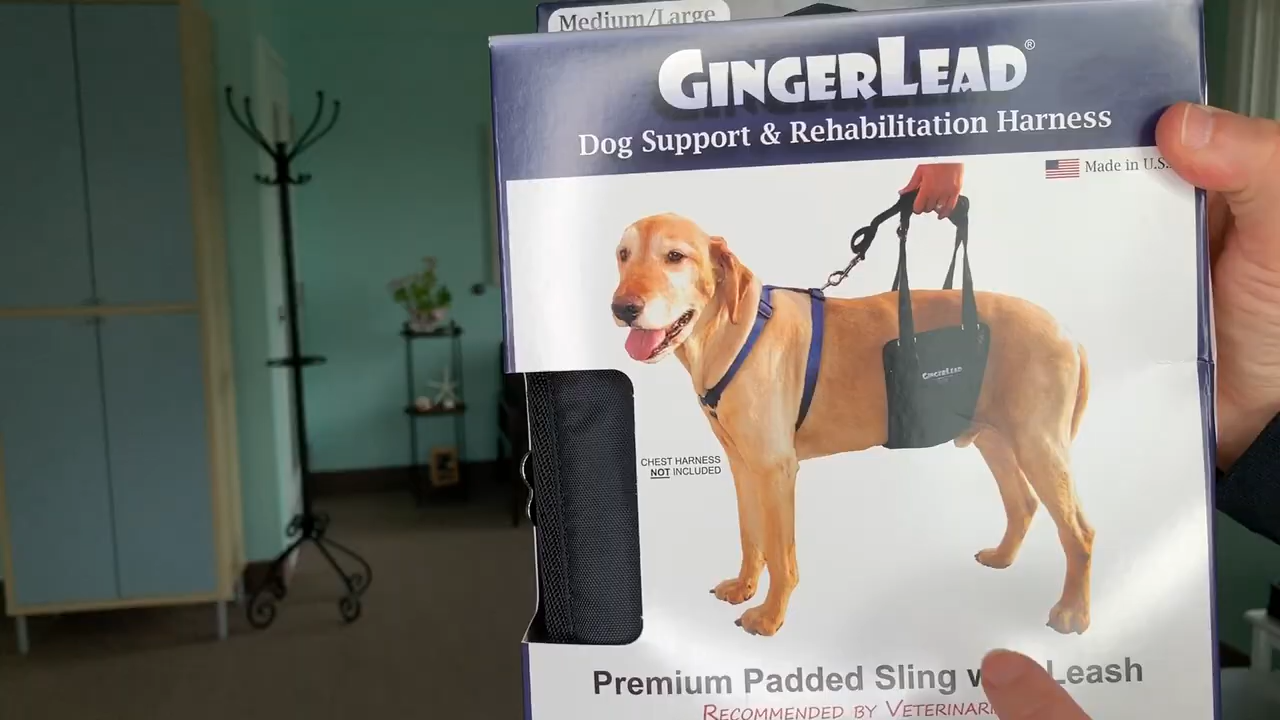 Medium/Large
GINGERLEAD®
Dog Support & Rehabilitation Harness
Made in U.S.
GINGERLEAD
CHEST HARNESS
NOT INCLUDED
Premium Padded Sling Leash
RECOMMENDED BY